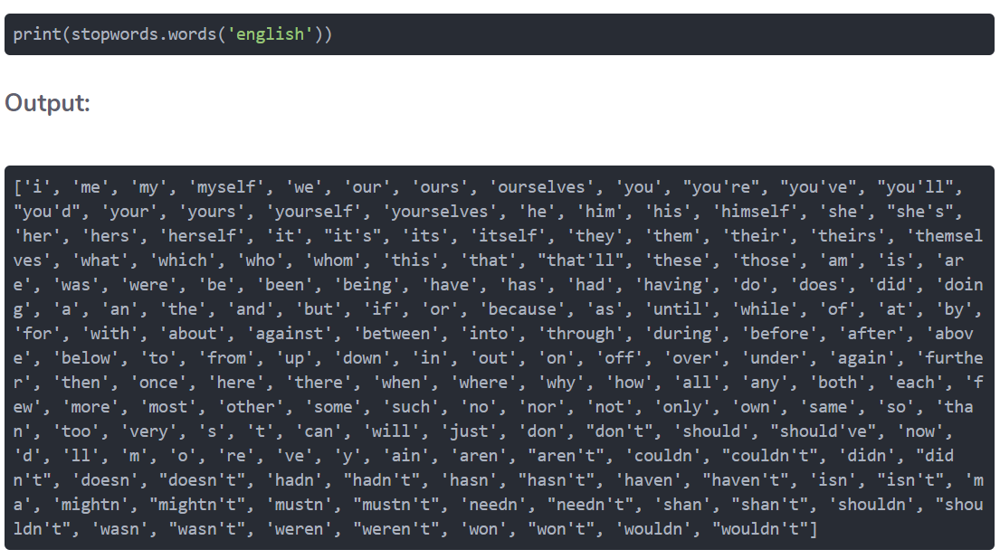 print(stopwords.words('english'))
Output:
['i', 'me', 'my', 'myself', 'we', 'our', 'ours', 'ourselves', 'you', "you're", "you've", "you'll",
"you'd", 'your', 'yours', 'yourself', 'yourselves', 'he', 'him', 'his', 'himself', 'she', "she's",
'her', 'hers', 'herself', 'it', "it's", 'its', 'itself', 'they', 'them', 'their', 'theirs', 'themsel
ves', 'what', 'which', 'who', 'whom', 'this', 'that', "that'll", 'these', 'those', 'am', 'is', 'ar
e', 'was', 'were', 'be', 'been', 'being', 'have', 'has', 'had', 'having', 'do', 'does', 'did', 'doin
g', 'a', 'an', 'the', 'and', 'but', 'if', 'or', 'because', 'as', 'until', 'while', 'of', 'at', 'by',
'for', 'with', 'about', 'against', 'between', 'into', 'through', 'during', 'before', 'after', 'abov
e', 'below', 'to', 'from', 'up', 'down', 'in', 'out', 'on', 'off', 'over', 'under', 'again', 'furthe
r', 'then', 'once', 'here', 'there', 'when', 'where', 'why', 'how', 'all', 'any', 'both', 'each', 'f
ew', 'more', 'most', 'other', 'some', 'such', 'no', 'nor', 'not', 'only', 'own', 'same', 'so', 'tha
n', 'too', 'very', 's', 't', 'can', 'will', 'just', 'don', "don't", 'should', "should've", 'now',
'd', 'll', 'm', 'o', 're', 've', 'y', 'ain', 'aren', "aren't", 'couldn', "couldn't", 'didn', "did
n't", 'doesn', "doesn't", 'hadn', "hadn't", 'hasn', "hasn't", 'haven', "haven't", 'isn', "isn't", 'm
a', 'mightn', "mightn't", 'mustn', "mustn't", 'needn', "needn't", 'shan', "shan't", 'shouldn', "shou
ldn't", 'wasn', "wasn't", 'weren', "weren't", 'won', "won't", 'wouldn', "wouldn't"]